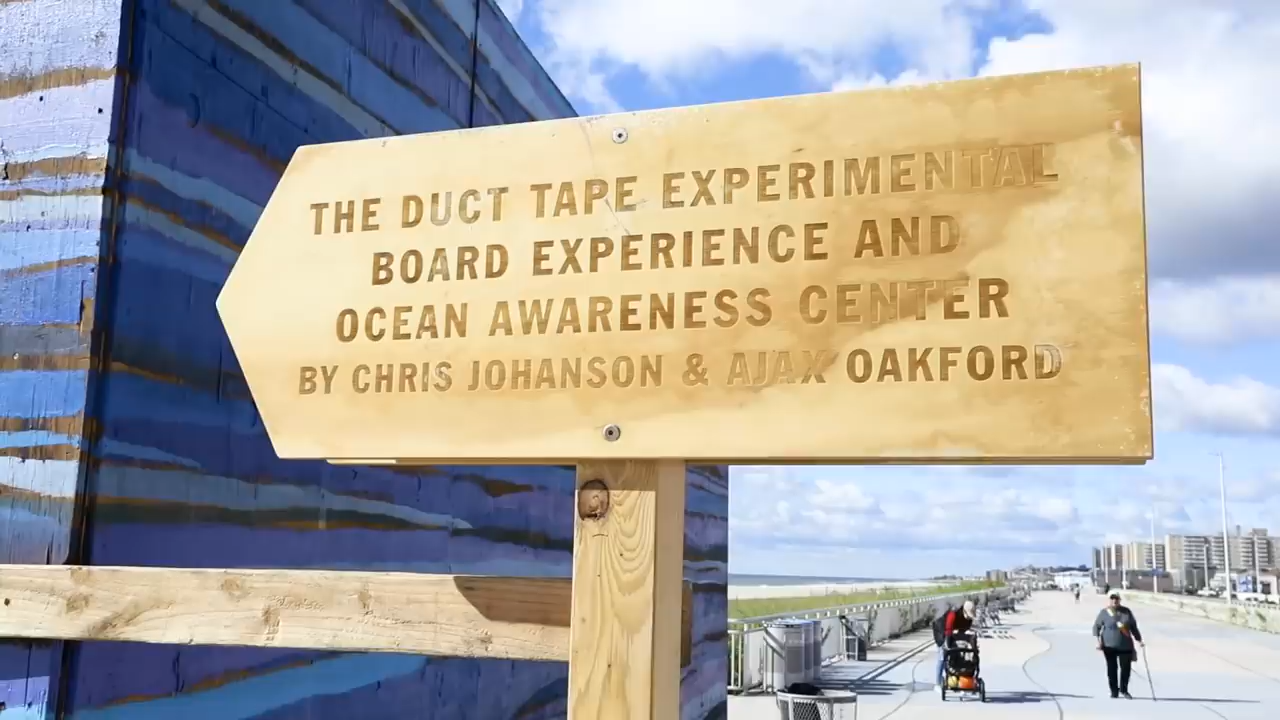 THE DUCT TAPE EXPERIMENTAL
BOARD EXPERIENCE AND
OCEAN AWARENESS CENTER
BY CHRIS JOHANSON & AJAX OAKFORD